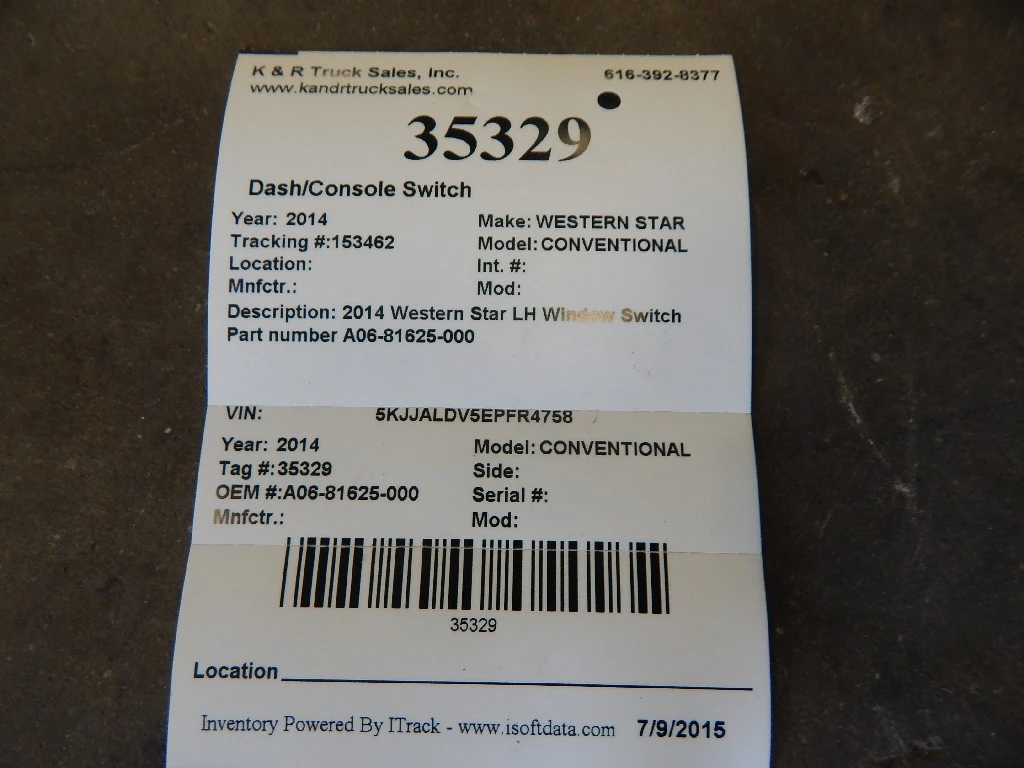 K & R Truck Sales, Inc. 616-392-8377
www.kandrtrucksales.com
35329
Dash/Console Switch
Year: 2014 Make: WESTERN STAR
Tracking #:153462 Model: CONVENTIONAL
Location: Int. #:
Mnfctr.: Mod:
Description: 2014 Western Star LH Window Switch
Part number A06-81625-000
VIN: 5KJJALDV5EPFR4758
Year: 2014 Model: CONVENTIONAL
Tag #:35329 Side:
OEM #:A06-81625-000 Serial #:
Mnfctr.: Mod:
35329
Location
Inventory Powered By ITrack - www.isoftdata.com 7/9/2015